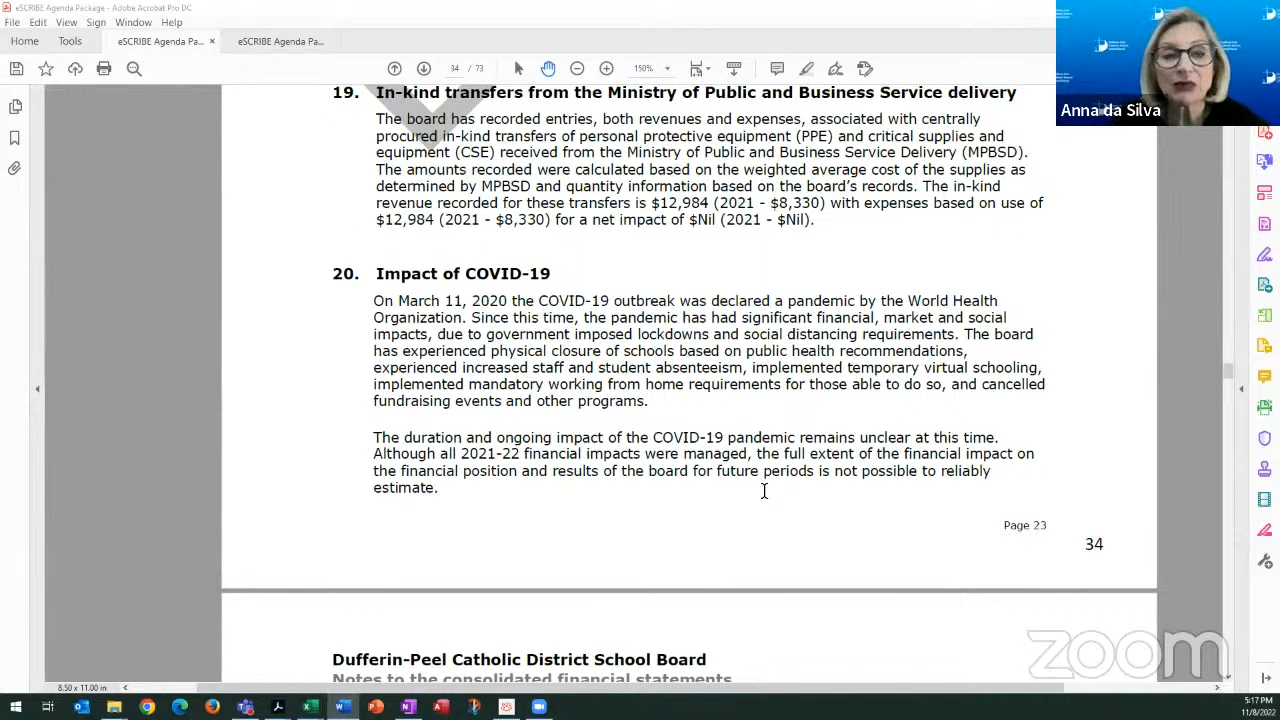 eSCRIBE Agenda Package - Adobe Acrobat Pro DC
File Edit View Sign Window Help
Home Tools eSCRIBE Agenda Pa... × eSCRIBE Agenda Pa...
34 / 73 150%
Anna da Silva
19. In-kind transfers from the Ministry of Public and Business Service delivery
The board has recorded entries, both revenues and expenses, associated with centrally
procured in-kind transfers of personal protective equipment (PPE) and critical supplies and
equipment (CSE) received from the Ministry of Public and Business Service Delivery (MPBSD).
The amounts recorded were calculated based on the weighted average cost of the supplies as
determined by MPBSD and quantity information based on the board's records. The in-kind
revenue recorded for these transfers is $12,984 (2021 - $8,330) with expenses based on use of
$12,984 (2021 - $8,330) for a net impact of $Nil (2021 - $Nil).
20. Impact of COVID-19
On March 11, 2020 the COVID-19 outbreak was declared a pandemic by the World Health
Organization. Since this time, the pandemic has had significant financial, market and social
impacts, due to government imposed lockdowns and social distancing requirements. The board
has experienced physical closure of schools based on public health recommendations,
experienced increased staff and student absenteeism, implemented temporary virtual schooling,
implemented mandatory working from home requirements for those able to do so, and cancelled
fundraising events and other programs.
The duration and ongoing impact of the COVID-19 pandemic remains unclear at this time.
Although all 2021-22 financial impacts were managed, the full extent of the financial impact on
the financial position and results of the board for future periods is not possible to reliably
estimate.
Page 23
34
Dufferin-Peel Catholic District School Board
Notes to the consolidated financial statements
zoom
8.50 x 11.00 in
5:17 PM
11/8/2022